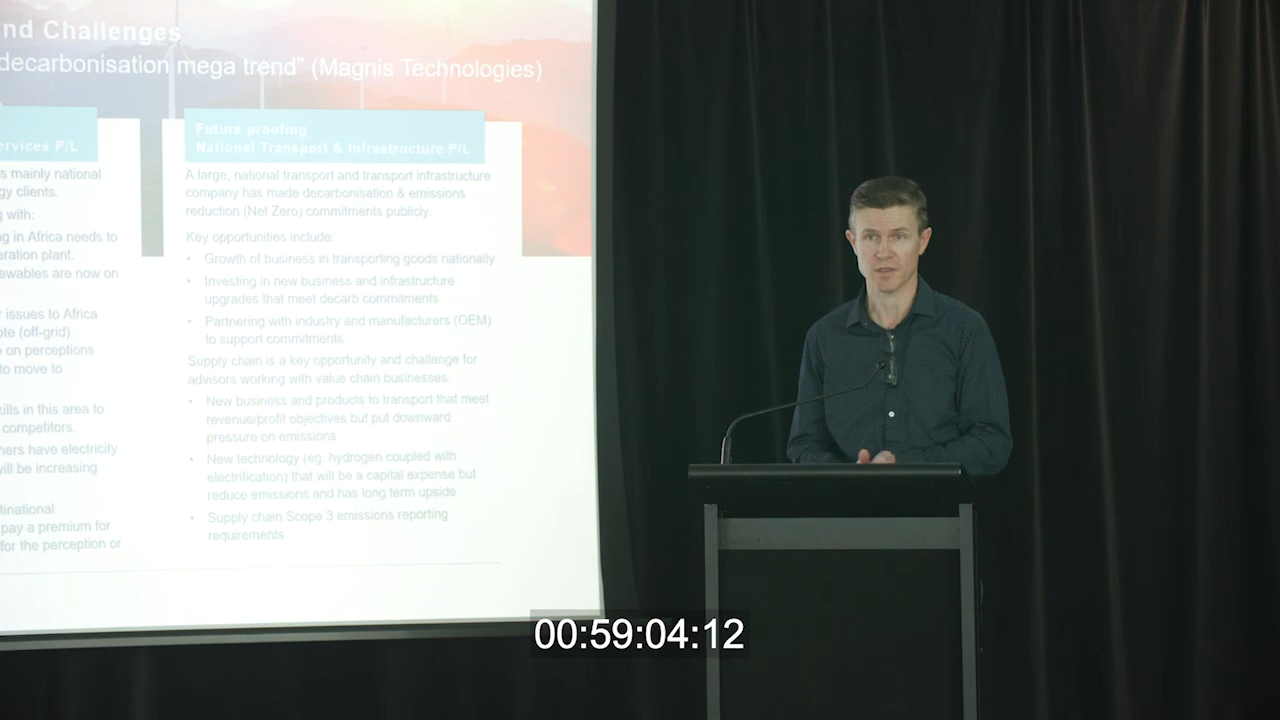 nd Challenges
decarbonisation mega trend” (Magnis Technologies)
ervices P/L
s mainly national
gy clients.
g with:
ng in Africa needs to
eration plant.
ewables are now on
r issues to Africa
ote (off-grid)
e on perceptions
to move to
kills in this area to
competitors.
hers have electricity
will be increasing
tinational
pay a premium for
for the perception or
Future proofing
National Transport & Infrastructure P/L
A large, national transport and transport infrastructure
company has made decarbonisation & emissions
reduction (Net Zero) commitments publicly.
Key opportunities include:
• Growth of business in transporting goods nationally
• Investing in new business and infrastructure
upgrades that meet decarb commitments
• Partnering with industry and manufacturers (OEM)
to support commitments
Supply chain is a key opportunity and challenge for
advisors working with value chain businesses.
• New business and products to transport that meet
revenue/profit objectives but put downward
pressure on emissions
• New technology (eg. hydrogen coupled with
electrification) that will be a capital expense but
reduce emissions and has long term upside
• Supply chain Scope 3 emissions reporting
requirements
00:59:04:12